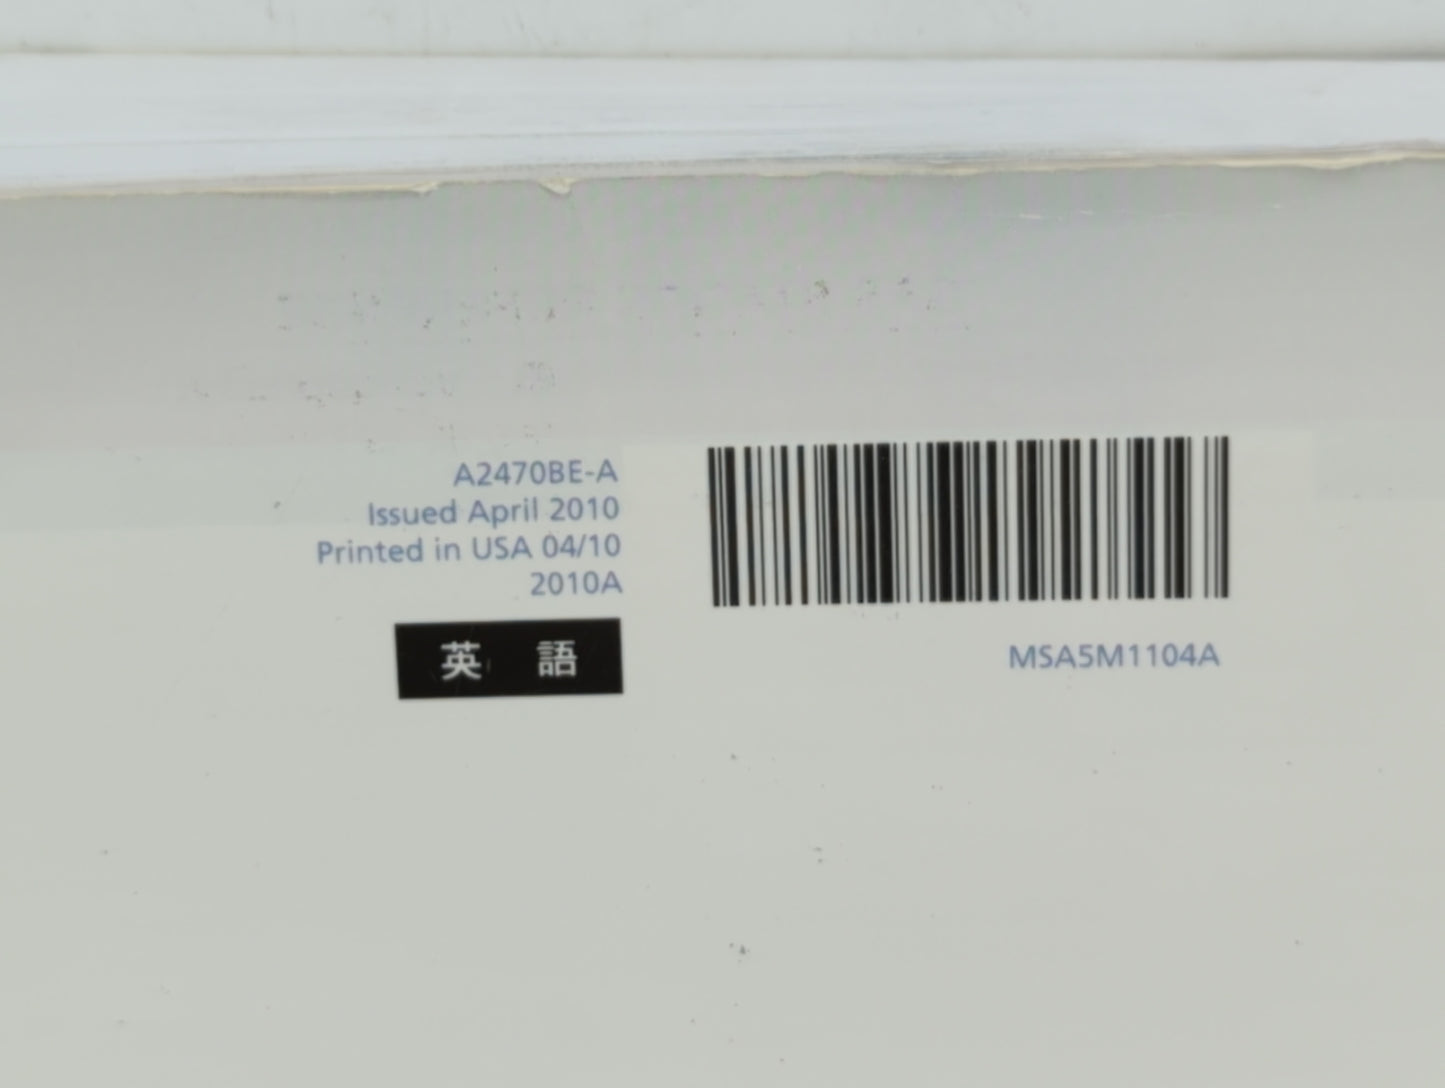 A2470BE-A
Issued April 2010
Printed in USA 04/10
2010A
英 語
MSA5M1104A